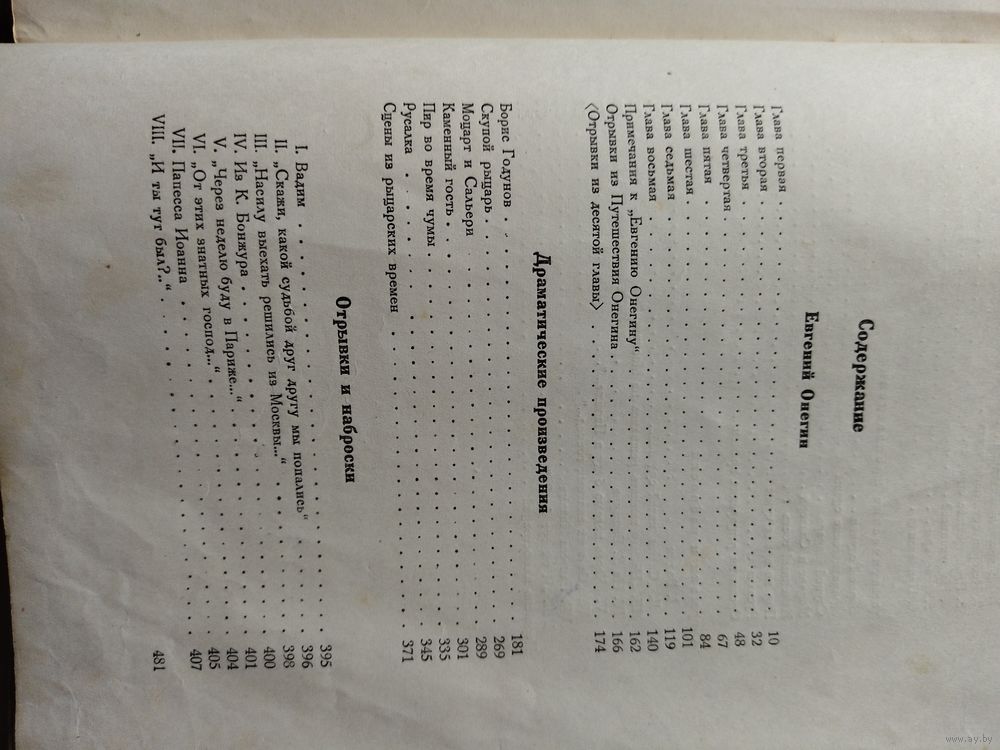 Содержание
Евгений Онегин
Глава первая . . . . . . . . . . 10
Глава вторая . . . . . . . . . . 32
Глава третья . . . . . . . . . . 48
Глава четвертая . . . . . . . . . . 67
Глава пятая . . . . . . . . . . 84
Глава шестая . . . . . . . . . . 101
Глава седьмая . . . . . . . . . . 119
Глава восьмая . . . . . . . . . . 140
Примечания к „Евгению Онегину“ . . . . . . . . . . 162
Отрывки из Путешествия Онегина . . . . . . . . . . 166
〈Отрывки из десятой главы〉 . . . . . . . . . . 174
Драматические произведения
Борис Годунов . . . . . . . . . . 181
Скупой рыцарь . . . . . . . . . . 269
Моцарт и Сальери . . . . . . . . . . 289
Каменный гость . . . . . . . . . . 301
Пир во время чумы . . . . . . . . . . 335
Русалка . . . . . . . . . . 345
Сцены из рыцарских времен . . . . . . . . . . 371
Отрывки и наброски
I. Вадим . . . . . . . . . . 395
II. „Скажи, какой судьбой друг другу мы попались“ . . . . . 396
III. „Насилу выехать решились из Москвы...“ . . . . . 398
IV. Из К. Бонжура . . . . . . . . . . 400
V. „Через неделю буду в Париже...“ . . . . . . . . 401
VI. „От этих знатных господ...“ . . . . . . . . 404
VII. Папесса Иоанна . . . . . . . . . . 405
VIII. „И ты тут был?..“ . . . . . . . . . . 407
481
www.ay.by